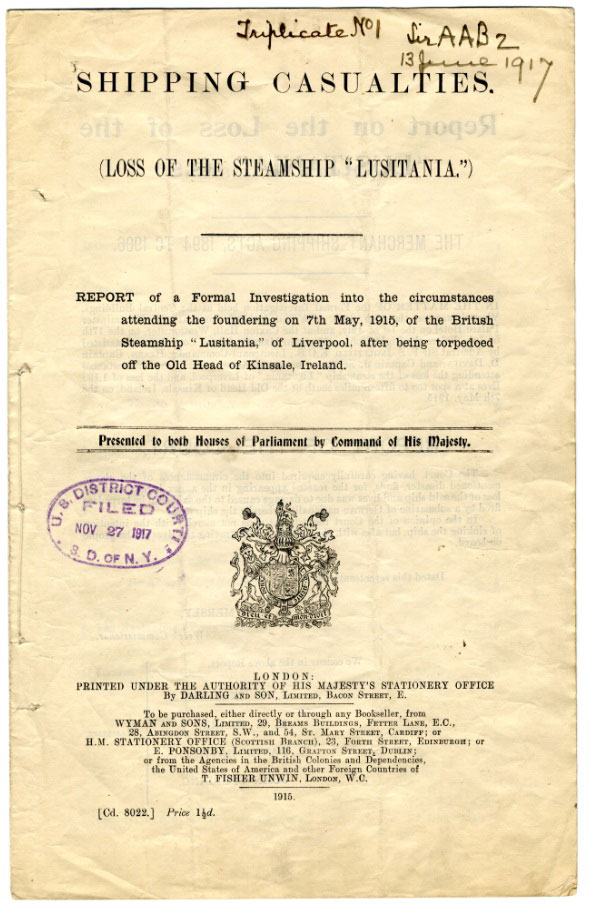 Triplicate No 1
Sir AAB 2
13 June 1917
SHIPPING CASUALTIES.
(LOSS OF THE STEAMSHIP "LUSITANIA.")
REPORT of a Formal Investigation into the circumstances
attending the foundering on 7th May, 1915, of the British
Steamship "Lusitania," of Liverpool, after being torpedoed
off the Old Head of Kinsale, Ireland.
Presented to both Houses of Parliament by Command of His Majesty.
U. S. DISTRICT COURT
FILED
NOV 27 1917
S. D. OF N. Y.
DIEU ET MON DROIT
LONDON:
PRINTED UNDER THE AUTHORITY OF HIS MAJESTY'S STATIONERY OFFICE
By DARLING AND SON, LIMITED, BACON STREET, E.
To be purchased, either directly or through any Bookseller, from
WYMAN AND SONS, LIMITED, 29, BREAMS BUILDINGS, FETTER LANE, E.C.,
28, ABINGDON STREET, S.W., and 54, ST. MARY STREET, CARDIFF; or
H.M. STATIONERY OFFICE (SCOTTISH BRANCH), 23, FORTH STREET, EDINBURGH; or
E. PONSONBY, LIMITED, 116, GRAFTON STREET, DUBLIN;
or from the Agencies in the British Colonies and Dependencies,
the United States of America and other Foreign Countries of
T. FISHER UNWIN, LONDON, W.C.
1915.
[Cd. 8022.] Price 1½d.